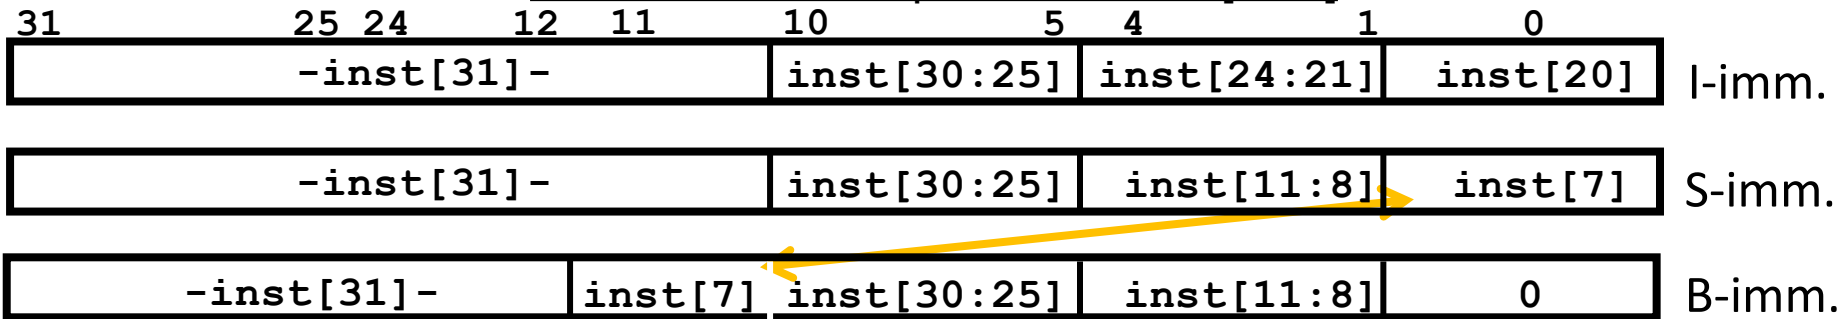 31 25 24 12 11 10 5 4 1 0
-inst[31]- inst[30:25] inst[24:21] inst[20] I-imm.
-inst[31]- inst[30:25] inst[11:8] inst[7] S-imm.
-inst[31]- inst[7] inst[30:25] inst[11:8] 0 B-imm.